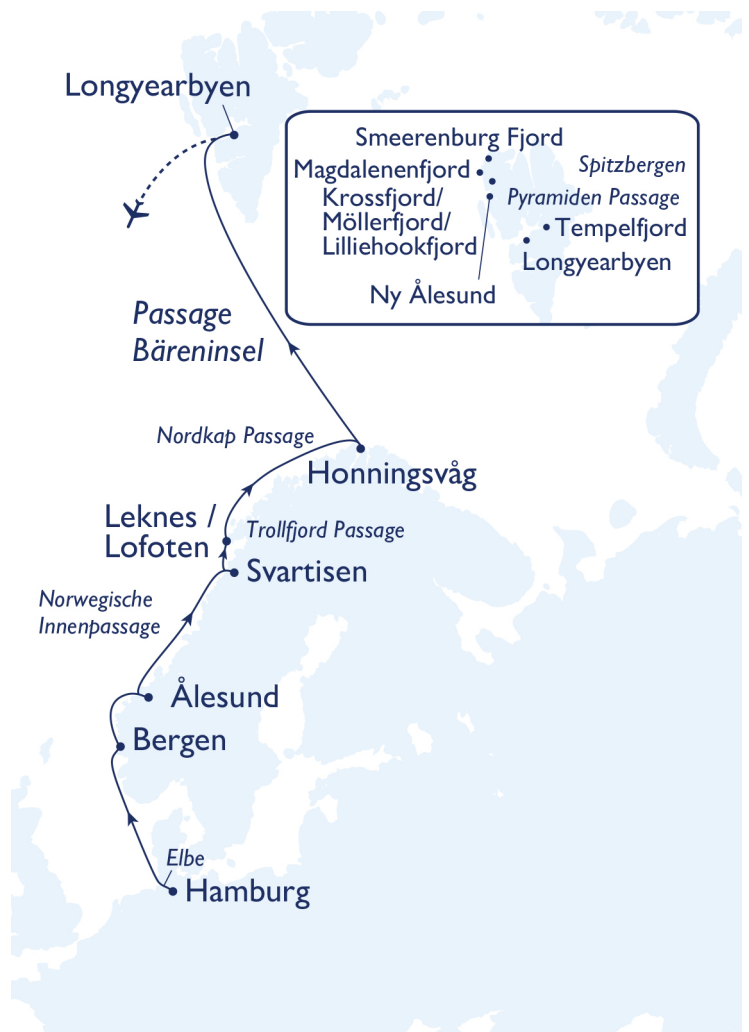 Longyearbyen
Smeerenburg Fjord
Magdalenenfjord
Spitzbergen
Krossfjord/
Möllerfjord/
Lilliehookfjord
Pyramiden Passage
Tempelfjord
Longyearbyen
Ny Ålesund
Passage
Bäreninsel
Nordkap Passage
Honningsvåg
Leknes /
Lofoten
Trollfjord Passage
Svartisen
Norwegische
Innenpassage
Ålesund
Bergen
Elbe
Hamburg